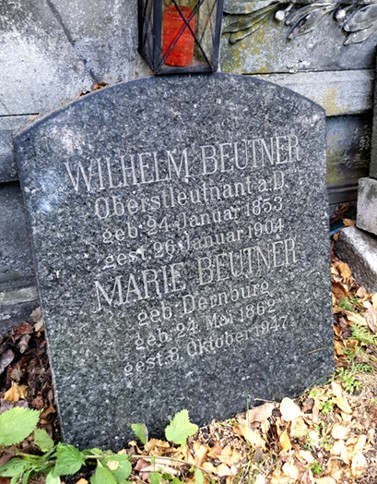 WILHELM BEUTNER
Oberstleutnant a.D.
geb. 24. Januar 1853
gest. 26. Januar 1904
MARIE BEUTNER
geb. Dernburg
geb. 24. Mai 1862
gest. 8. Oktober 1947